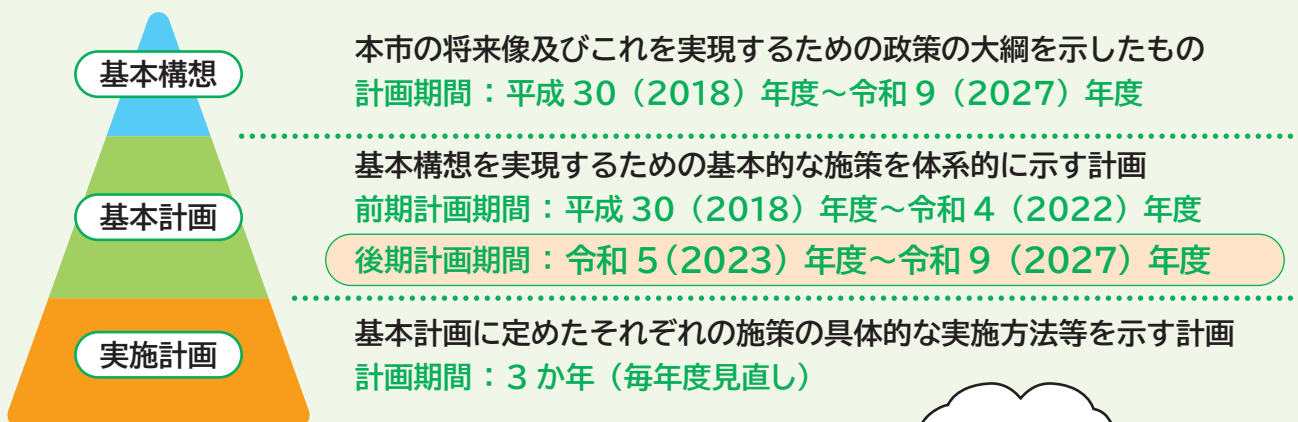 基本構想
本市の将来像及びこれを実現するための政策の大綱を示したもの
計画期間：平成 30（2018）年度～令和 9（2027）年度
基本計画
基本構想を実現するための基本的な施策を体系的に示す計画
前期計画期間：平成 30（2018）年度～令和 4（2022）年度
後期計画期間：令和 5（2023）年度～令和 9（2027）年度
実施計画
基本計画に定めたそれぞれの施策の具体的な実施方法等を示す計画
計画期間：3 か年（毎年度見直し）